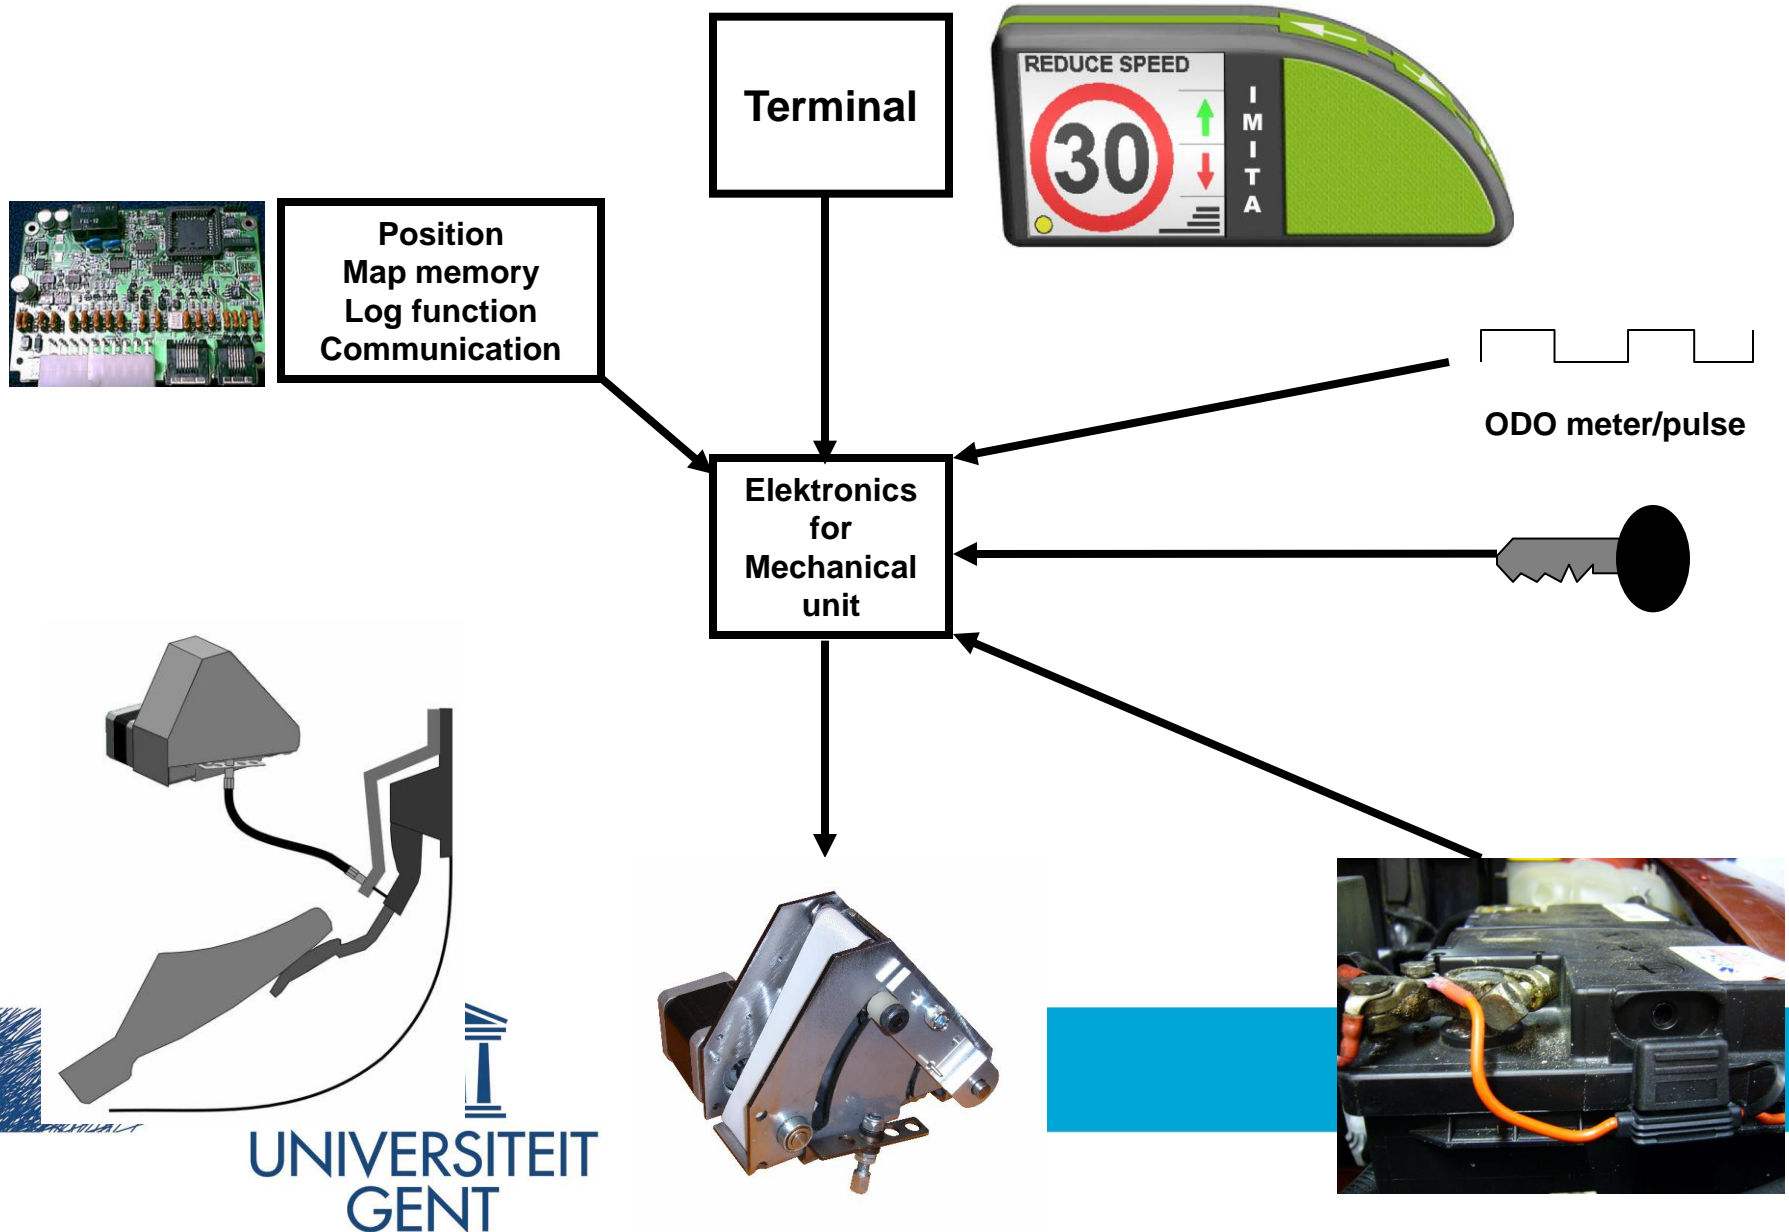 Terminal
REDUCE SPEED
30
I
M
I
T
A
Position
Map memory
Log function
Communication
ODO meter/pulse
Elektronics
for
Mechanical
unit
UNIVERSITEIT
GENT